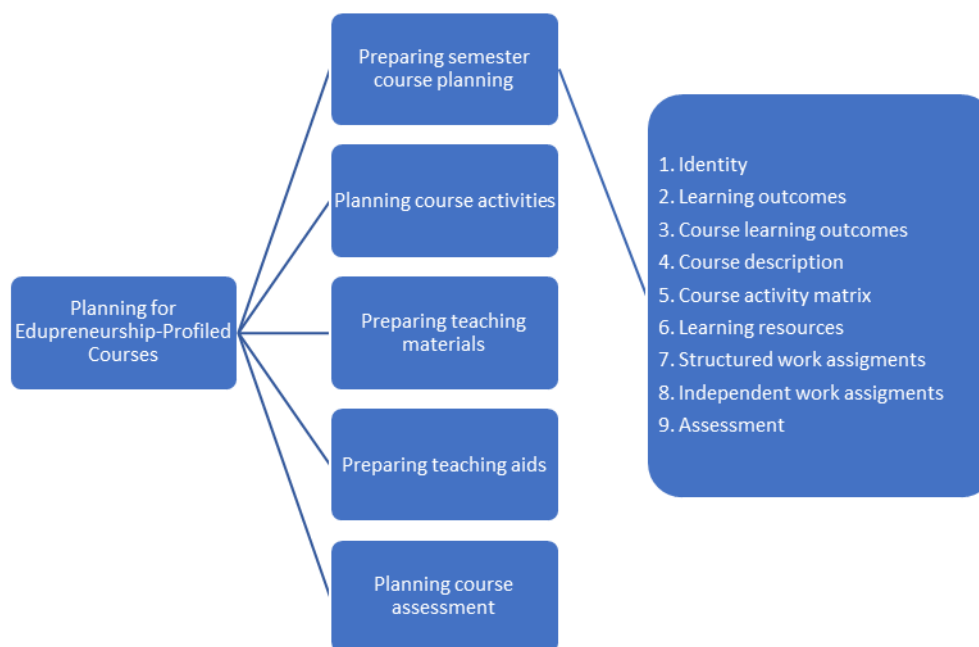 Preparing semester
course planning
Planning course activities
Planning for
Edupreneurship-Profiled
Courses
Preparing teaching
materials
Preparing teaching aids
Planning course
assessment
1. Identity
2. Learning outcomes
3. Course learning outcomes
4. Course description
5. Course activity matrix
6. Learning resources
7. Structured work assigments
8. Independent work assigments
9. Assessment